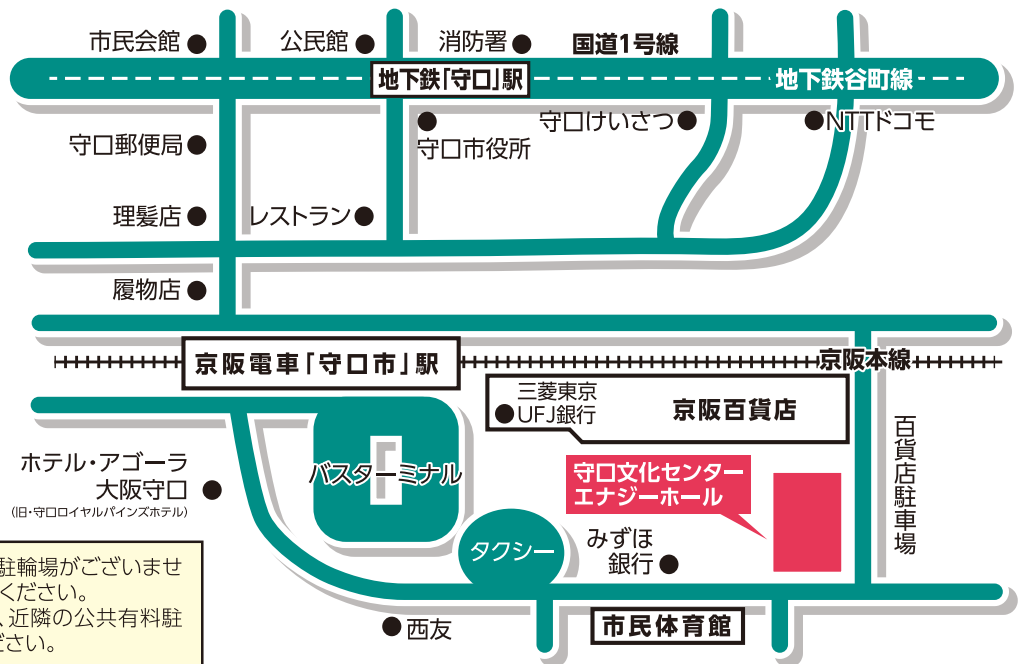 市民会館
公民館
消防署
国道1号線
地下鉄「守口」駅
地下鉄谷町線
守口郵便局
守口市役所
守口けいさつ
NTTドコモ
理髪店
レストラン
履物店
京阪電車「守口市」駅
京阪本線
三菱東京
UFJ銀行
京阪百貨店
百貨店駐車場
ホテル・アゴーラ
大阪守口
(旧・守口ロイヤルパインズホテル)
バスターミナル
守口文化センター
エナジーホール
タクシー
みずほ
銀行
西友
市民体育館
駐輪場がございませ
ください。
、近隣の公共有料駐
ださい。